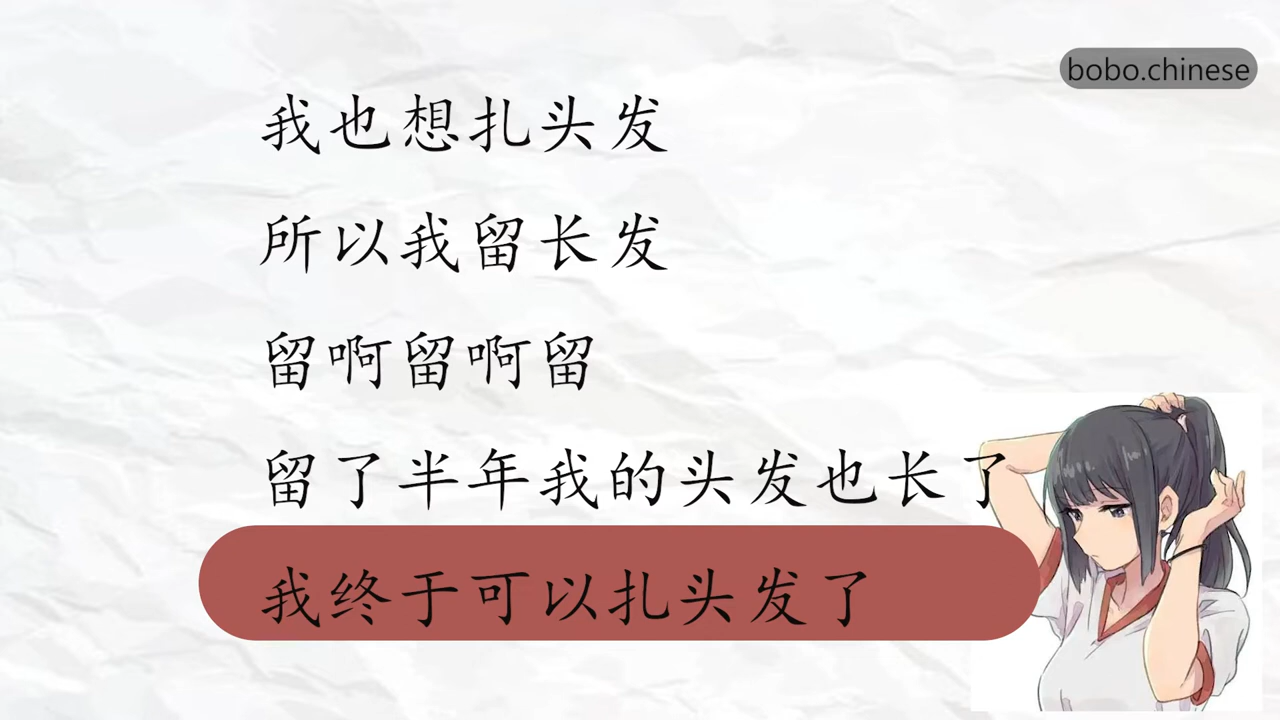 bobo.chinese
我也想扎头发
所以我留长发
留啊留啊留
留了半年我的头发也长了
我终于可以扎头发了